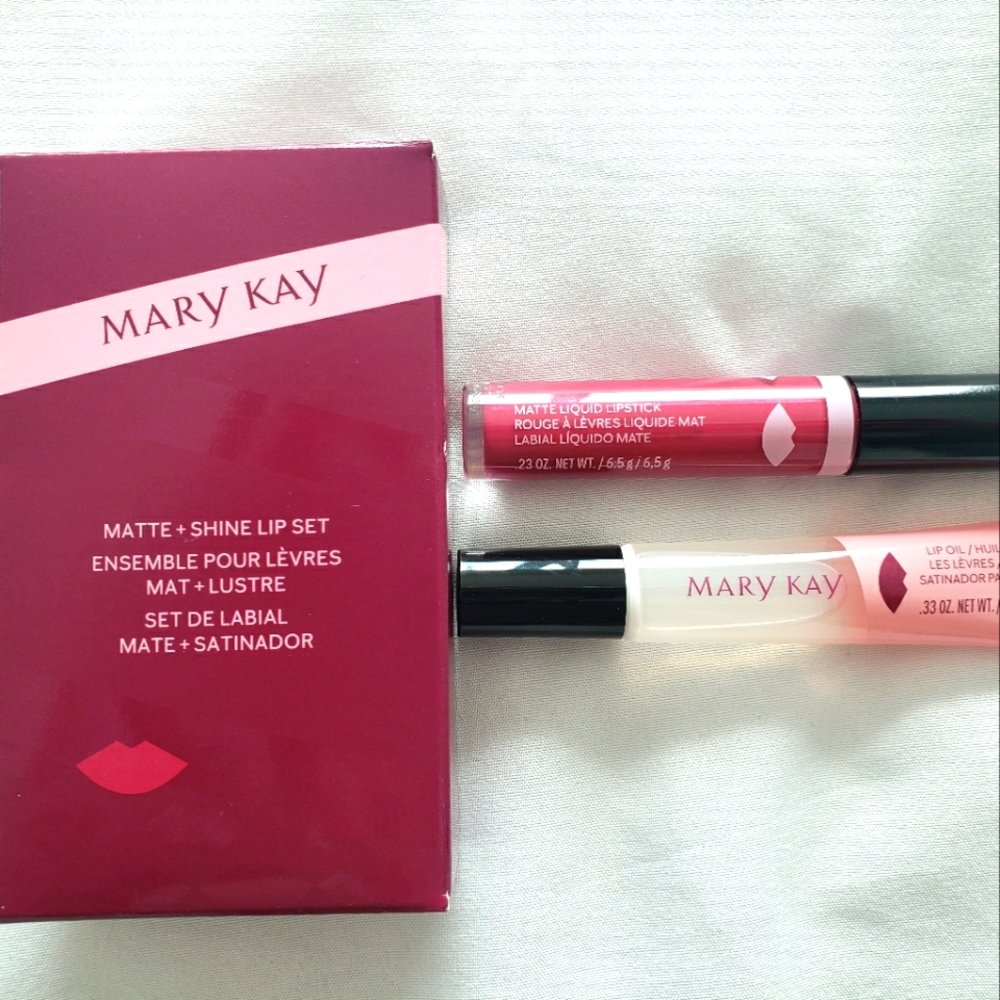 MARY KAY
MATTE + SHINE LIP SET
ENSEMBLE POUR LÈVRES
MAT + LUSTRE
SET DE LABIAL
MATE + SATINADOR
MATTE LIQUID LIPSTICK
ROUGE À LÈVRES LIQUIDE MAT
LABIAL LÍQUIDO MATE
.23 OZ. NET WT. / 6.5 g / 6,5 g
MARY KAY
LIP OIL /
LES LÈVRES
SATINADOR
.33 OZ. NET WT. /